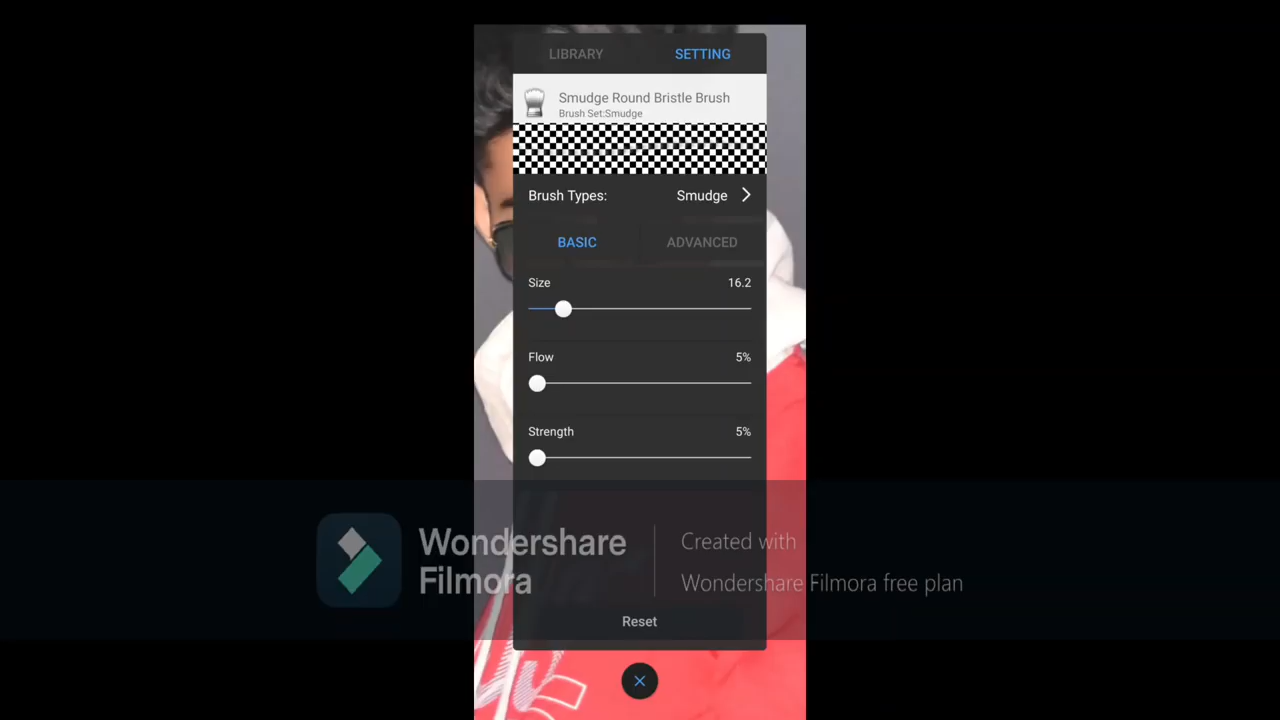 LIBRARY SETTING
Smudge Round Bristle Brush
Brush Set:Smudge
Brush Types: Smudge
BASIC ADVANCED
Size 16.2
Flow 5%
Strength 5%
Wondershare
Filmora
Created with
Wondershare Filmora free plan
Reset